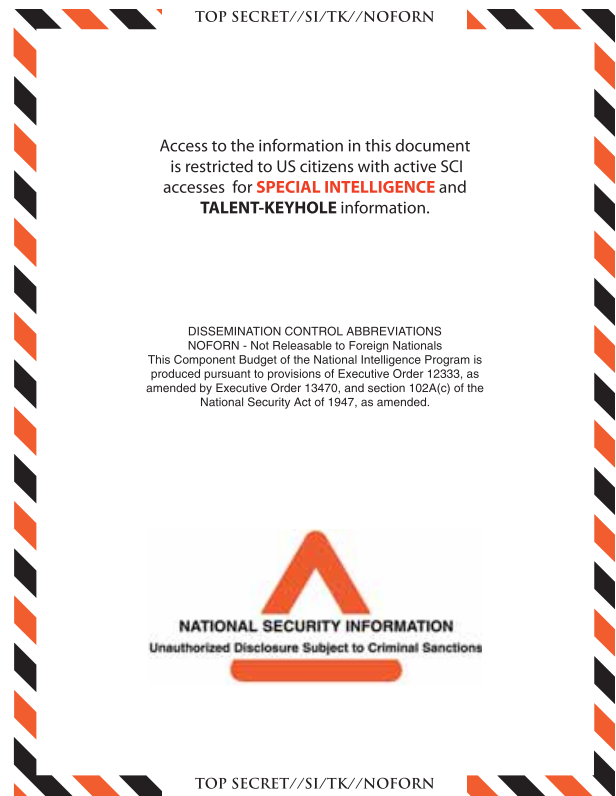 TOP SECRET//SI/TK//NOFORN
Access to the information in this document
is restricted to US citizens with active SCI
accesses for SPECIAL INTELLIGENCE and
TALENT-KEYHOLE information.
DISSEMINATION CONTROL ABBREVIATIONS
NOFORN - Not Releasable to Foreign Nationals
This Component Budget of the National Intelligence Program is
produced pursuant to provisions of Executive Order 12333, as
amended by Executive Order 13470, and section 102A(c) of the
National Security Act of 1947, as amended.
NATIONAL SECURITY INFORMATION
Unauthorized Disclosure Subject to Criminal Sanctions
TOP SECRET//SI/TK//NOFORN